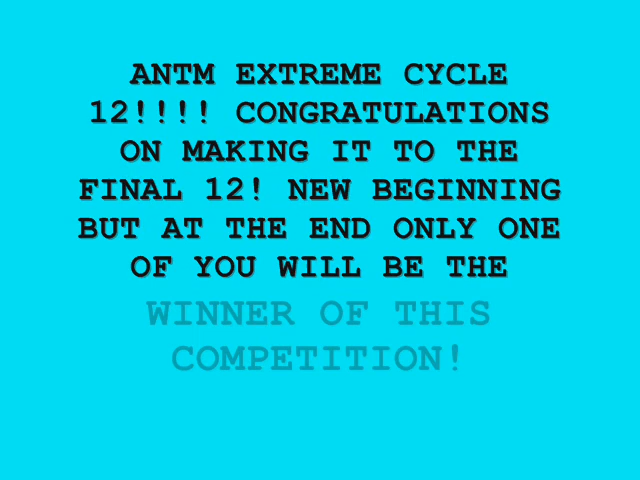 ANTM EXTREME CYCLE
12!!!! CONGRATULATIONS
ON MAKING IT TO THE
FINAL 12! NEW BEGINNING
BUT AT THE END ONLY ONE
OF YOU WILL BE THE
WINNER OF THIS
COMPETITION!